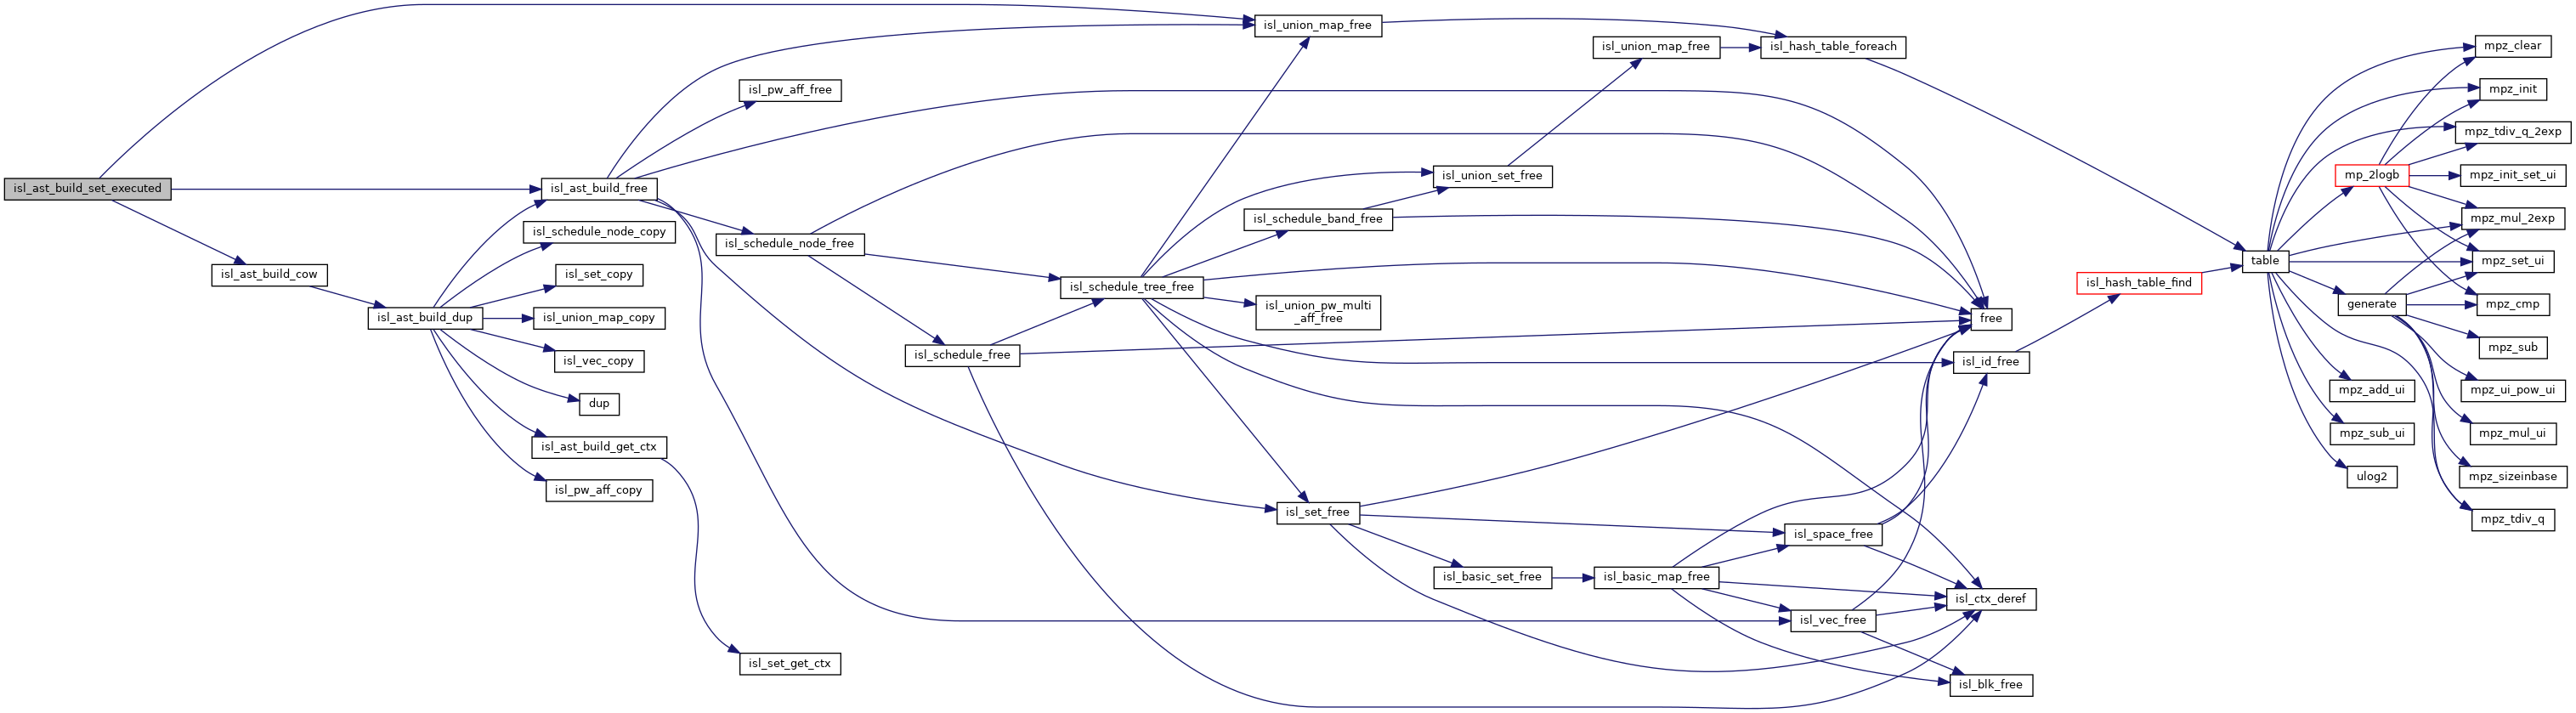 isl_ast_build_set_executed
isl_ast_build_cow
isl_ast_build_dup
isl_ast_build_free
isl_schedule_node_copy
isl_set_copy
isl_union_map_copy
isl_vec_copy
dup
isl_ast_build_get_ctx
isl_pw_aff_copy
isl_pw_aff_free
isl_schedule_node_free
isl_set_get_ctx
isl_schedule_free
isl_schedule_tree_free
isl_union_map_free
isl_schedule_band_free
isl_union_pw_multi
_aff_free
isl_set_free
isl_union_set_free
isl_basic_set_free
isl_union_map_free
isl_basic_map_free
isl_hash_table_foreach
isl_space_free
isl_vec_free
free
isl_id_free
isl_ctx_deref
isl_blk_free
isl_hash_table_find
table
mp_2logb
generate
mpz_add_ui
mpz_sub_ui
ulog2
mpz_clear
mpz_init
mpz_tdiv_q_2exp
mpz_init_set_ui
mpz_mul_2exp
mpz_set_ui
mpz_cmp
mpz_sub
mpz_ui_pow_ui
mpz_mul_ui
mpz_sizeinbase
mpz_tdiv_q